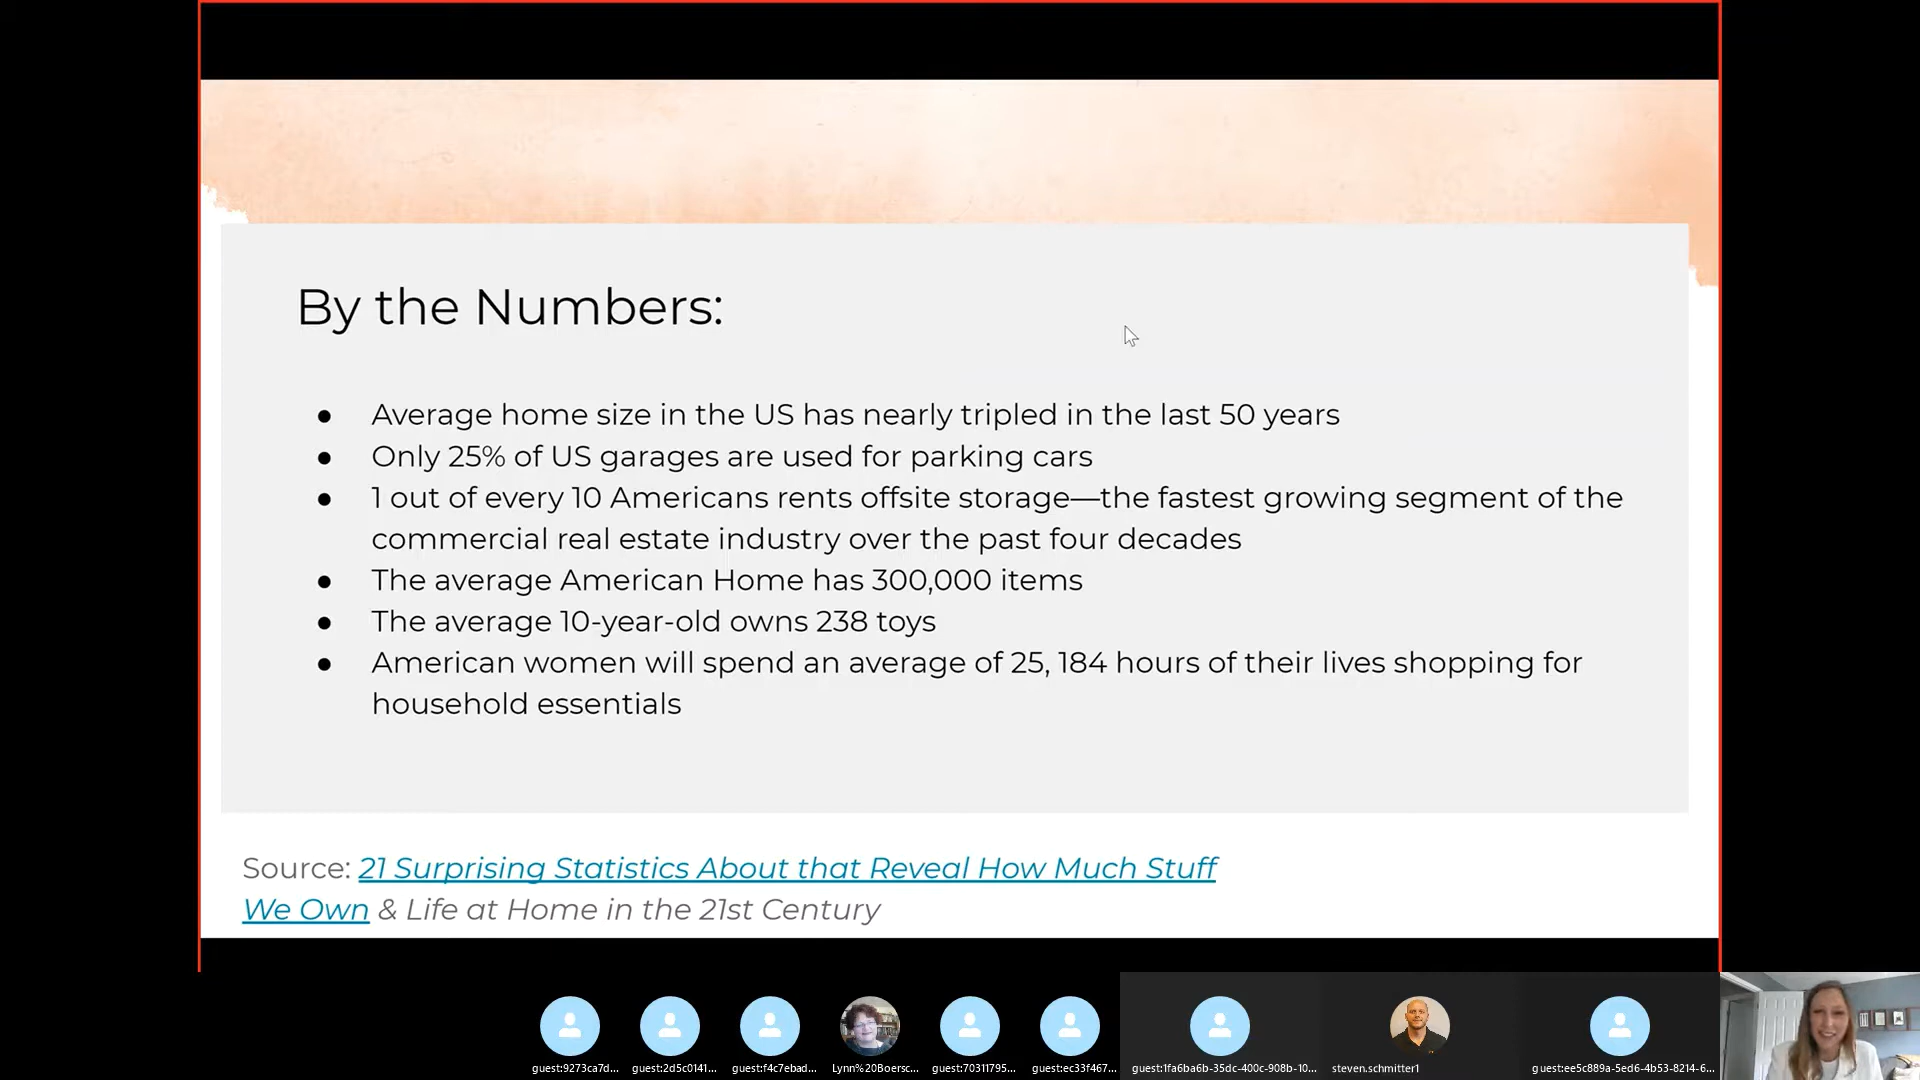 By the Numbers:
● Average home size in the US has nearly tripled in the last 50 years
● Only 25% of US garages are used for parking cars
● 1 out of every 10 Americans rents offsite storage—the fastest growing segment of the
commercial real estate industry over the past four decades
● The average American Home has 300,000 items
● The average 10-year-old owns 238 toys
● American women will spend an average of 25, 184 hours of their lives shopping for
household essentials
Source: 21 Surprising Statistics About that Reveal How Much Stuff
We Own & Life at Home in the 21st Century
guest:9273ca7d... guest:2d5c0141... guest:f4c7ebad... Lynn%20Boersc... guest:70311795... guest:ec33f467... guest:1fa6ba6b-35dc-400c-908b-10... steven.schmitter1 guest:ee5c889a-5ed6-4b53-8214-6...